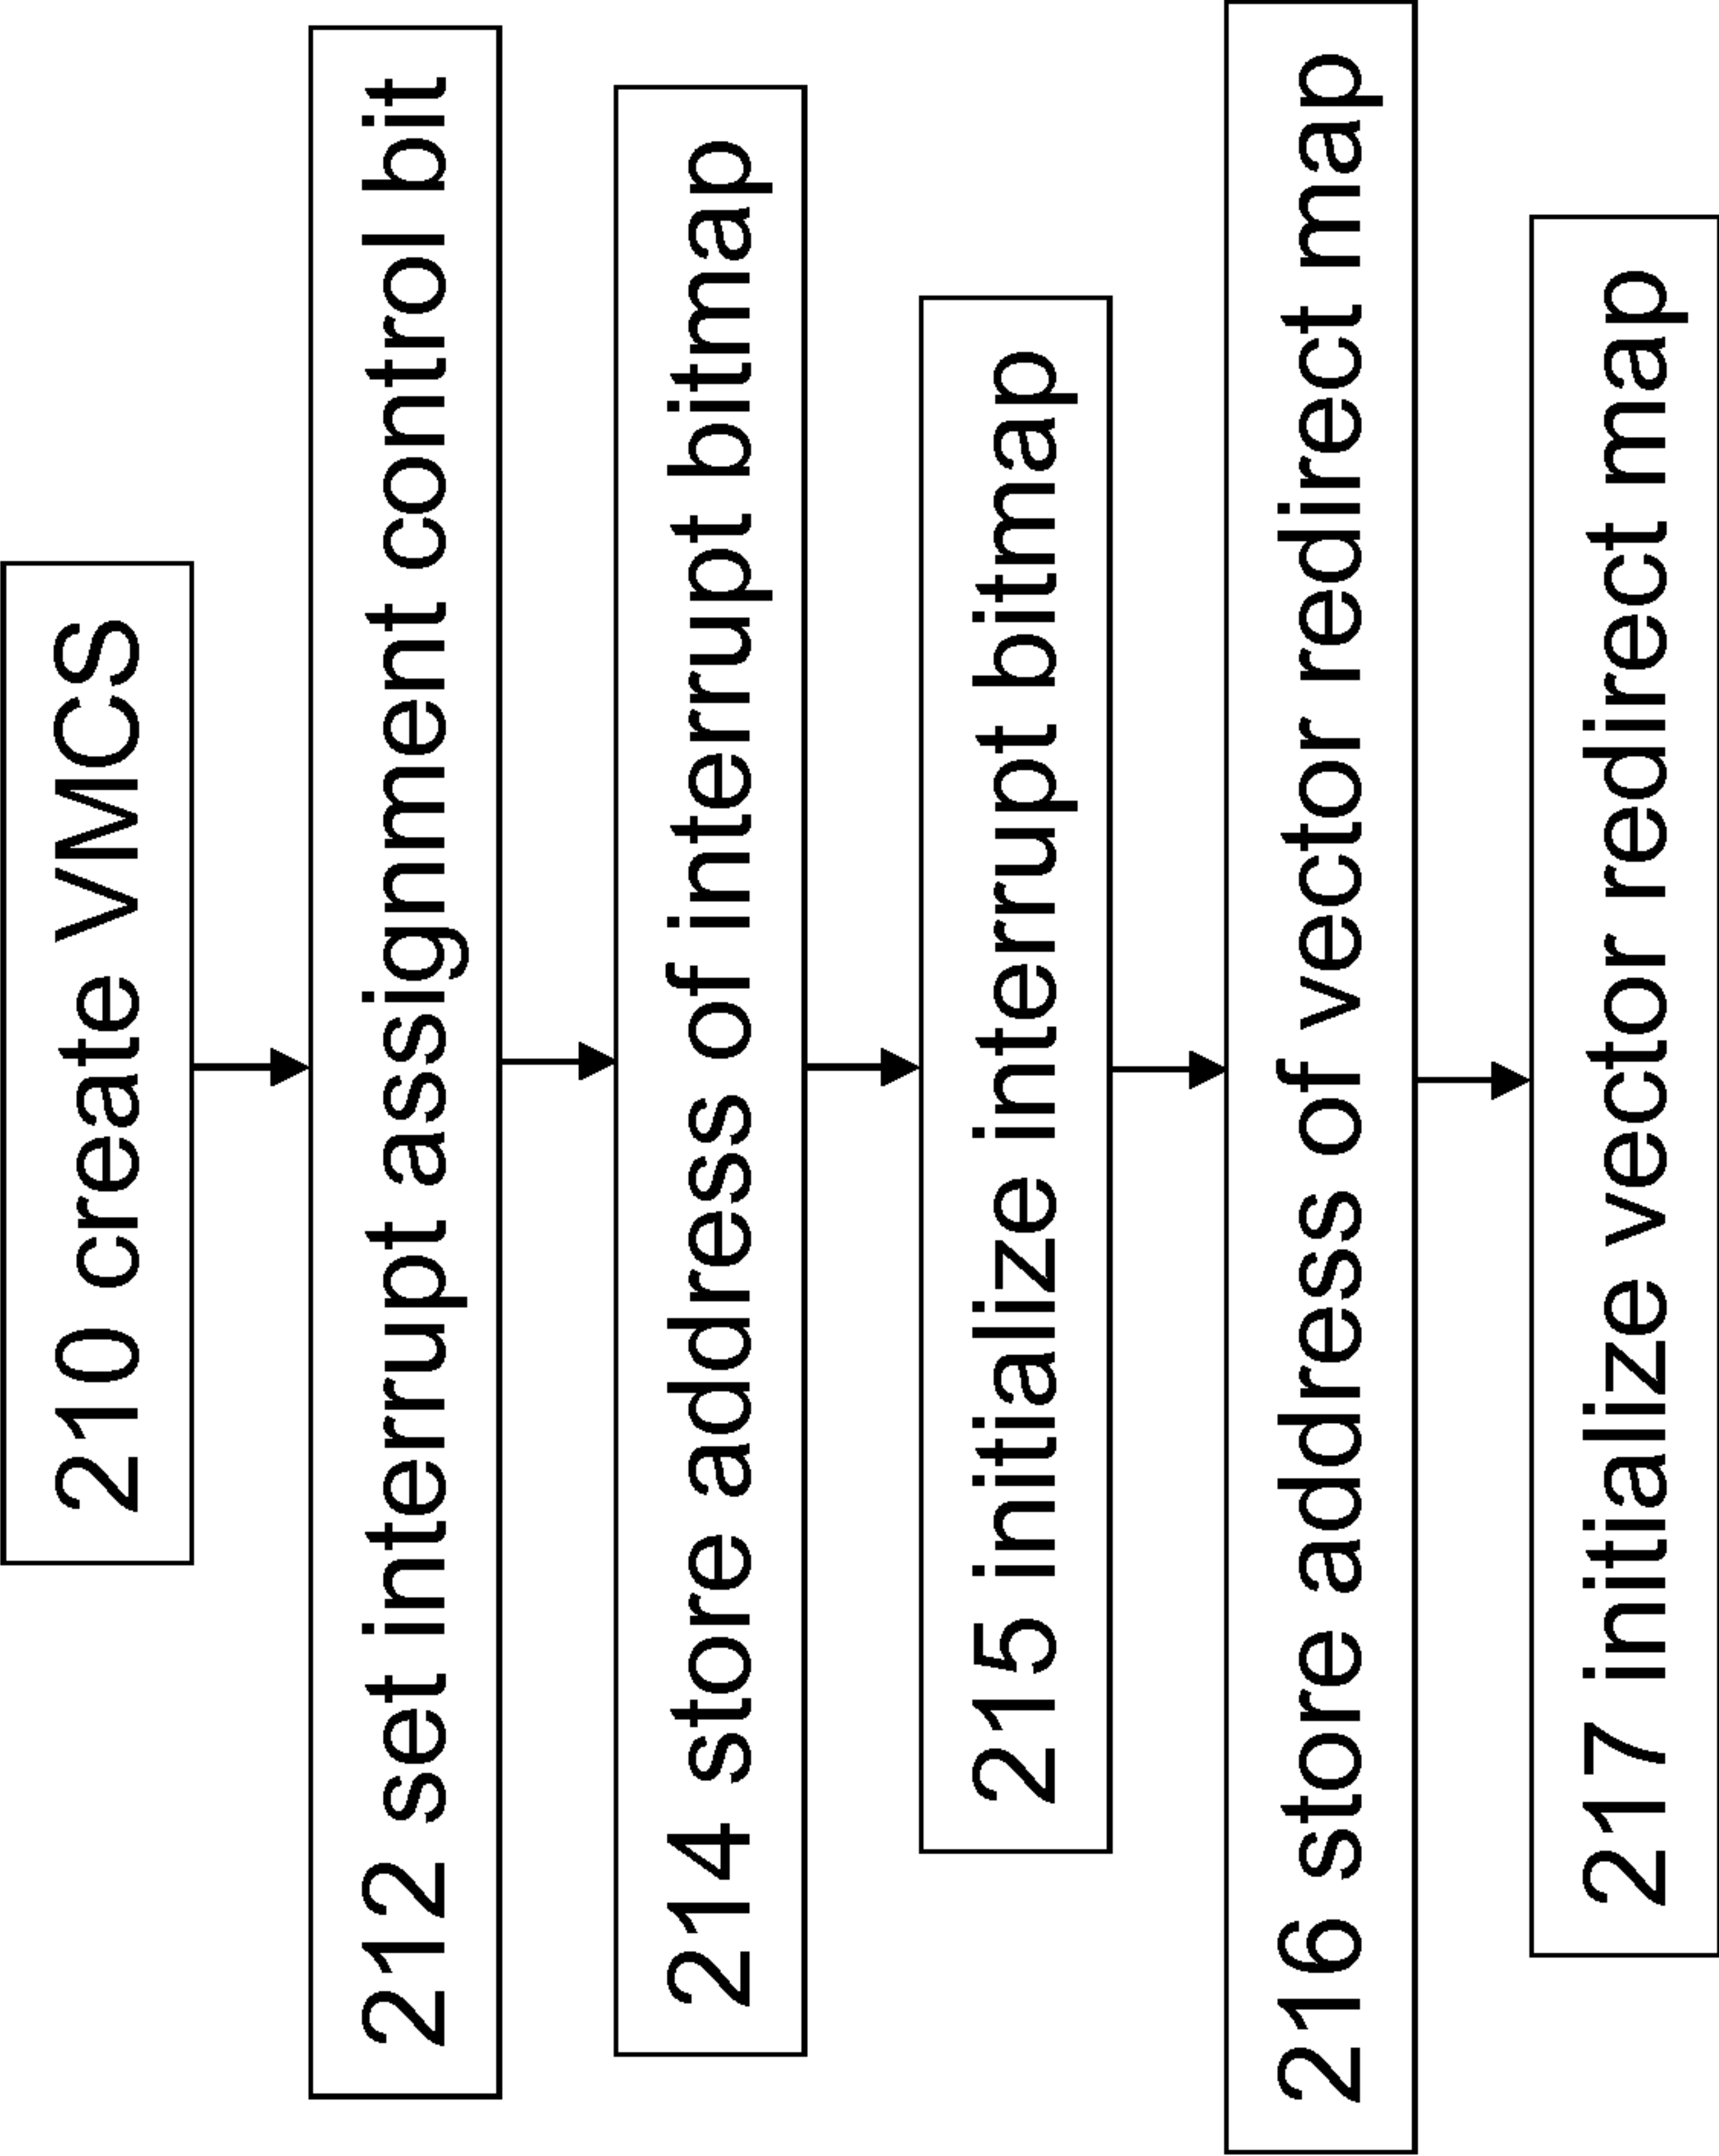 210 create VMCS
212 set interrupt assignment control bit
214 store address of interrupt bitmap
215 initialize interrupt bitmap
216 store address of vector redirect map
217 initialize vector redirect map